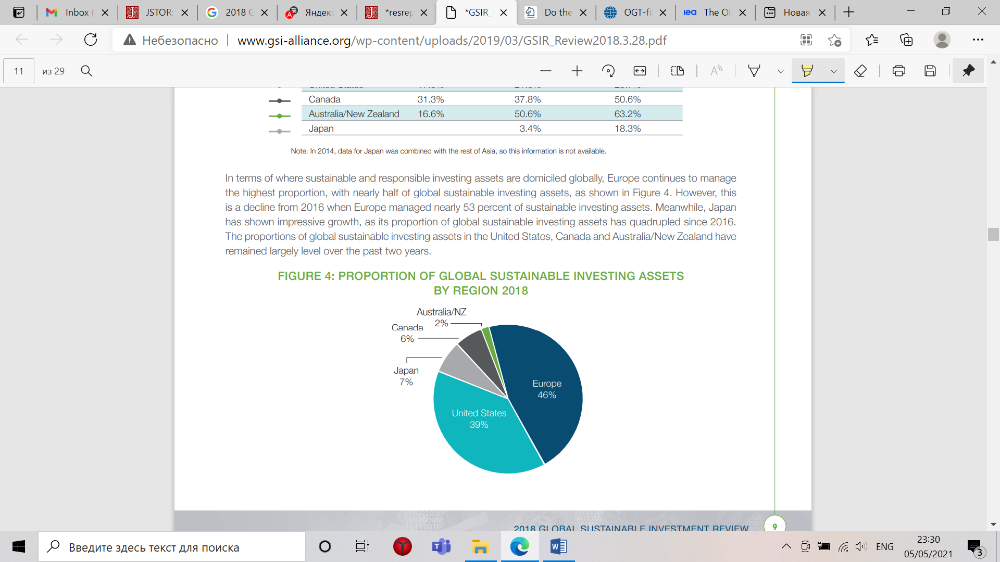 Inbox (
JSTOR:
2018 G
Яндекс
*resrep
*GSIR_
Do the
OGT-fi
iea The Oil
Новая
Небезопасно
www.gsi-alliance.org/wp-content/uploads/2019/03/GSIR_Review2018.3.28.pdf
11 из 29
Canada 31.3% 37.8% 50.6%
Australia/New Zealand 16.6% 50.6% 63.2%
Japan 3.4% 18.3%
Note: In 2014, data for Japan was combined with the rest of Asia, so this information is not available.
In terms of where sustainable and responsible investing assets are domiciled globally, Europe continues to manage
the highest proportion, with nearly half of global sustainable investing assets, as shown in Figure 4. However, this
is a decline from 2016 when Europe managed nearly 53 percent of sustainable investing assets. Meanwhile, Japan
has shown impressive growth, as its proportion of global sustainable investing assets has quadrupled since 2016.
The proportions of global sustainable investing assets in the United States, Canada and Australia/New Zealand have
remained largely level over the past two years.
FIGURE 4: PROPORTION OF GLOBAL SUSTAINABLE INVESTING ASSETS
BY REGION 2018
Australia/NZ
2%
Canada
6%
Japan
7%
Europe
46%
United States
39%
2018 GLOBAL SUSTAINABLE INVESTMENT REVIEW 9
Введите здесь текст для поиска
ENG
23:30
05/05/2021
3